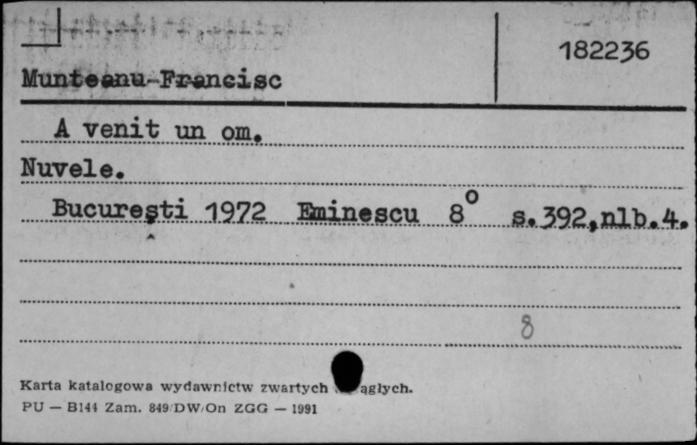 182236
Munteanu Francisc
A venit un om.
Nuvele.
București 1972 Eminescu 8° s.392,nlb.4.
8
Karta katalogowa wydawnictw zwartych ągłych.
PU — B144 Zam. 849/DW/On ZGG — 1991